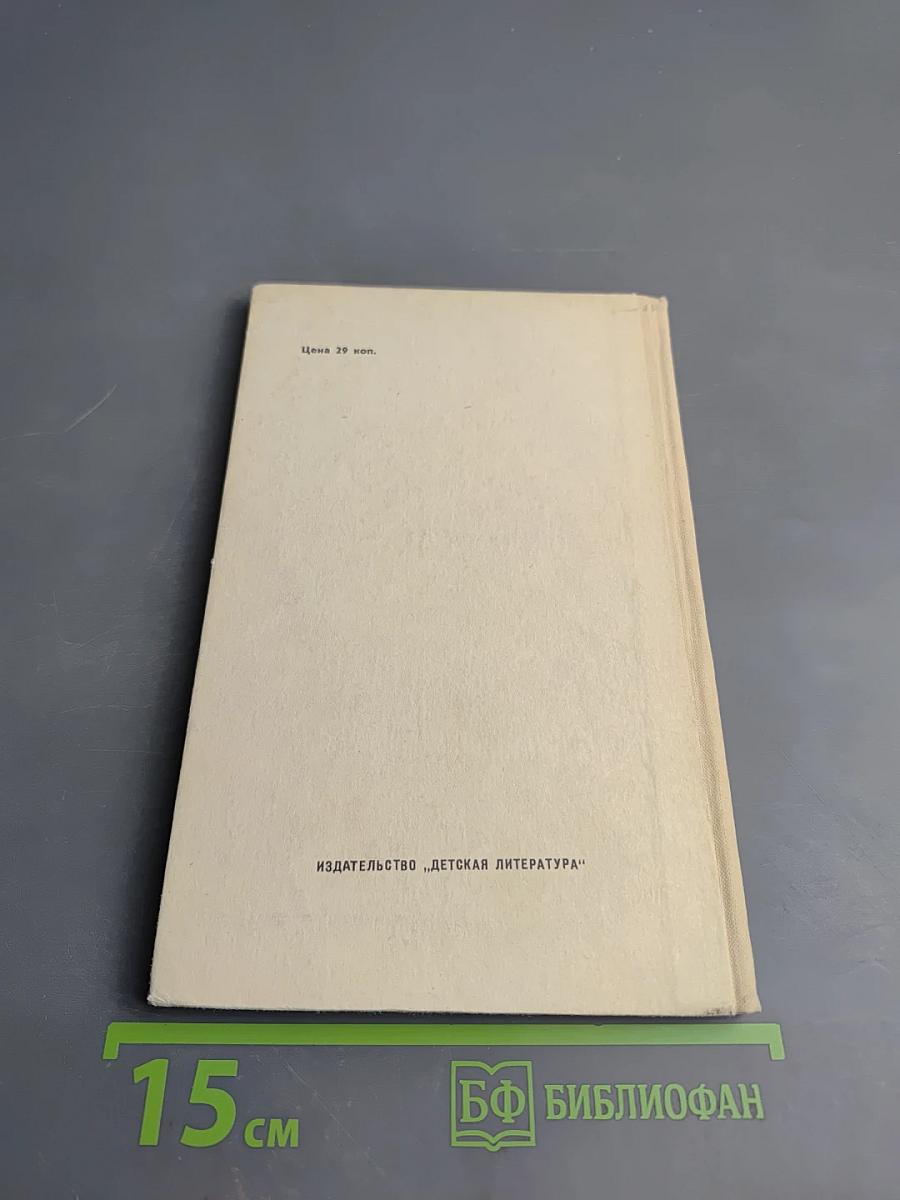 Цена 29 коп.
ИЗДАТЕЛЬСТВО „ДЕТСКАЯ ЛИТЕРАТУРА“
15 см
БФ БИБЛИОФАН